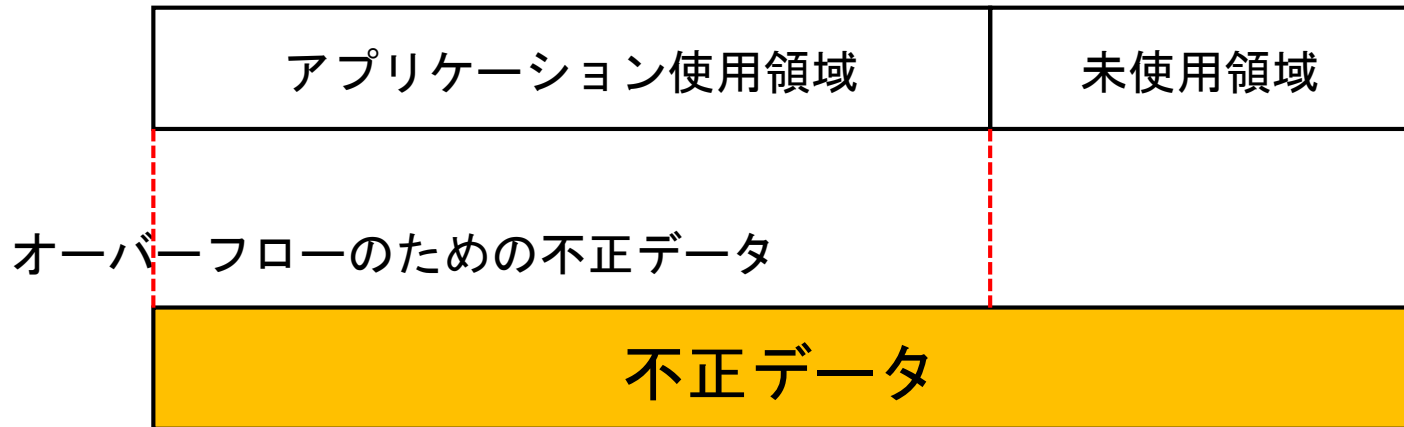 アプリケーション使用領域
未使用領域
オーバーフローのための不正データ
不正データ